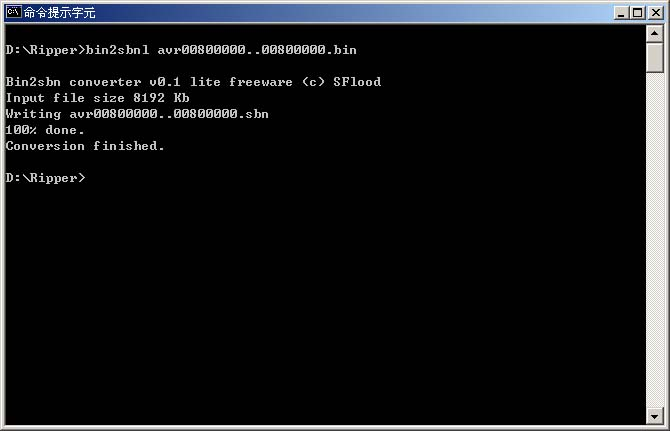 命令提示字元
D:\Ripper>bin2sbnl avr00800000..00800000.bin
Bin2sbn converter v0.1 lite freeware (c) SFlood
Input file size 8192 Kb
Writing avr00800000..00800000.sbn
100% done.
Conversion finished.
D:\Ripper>